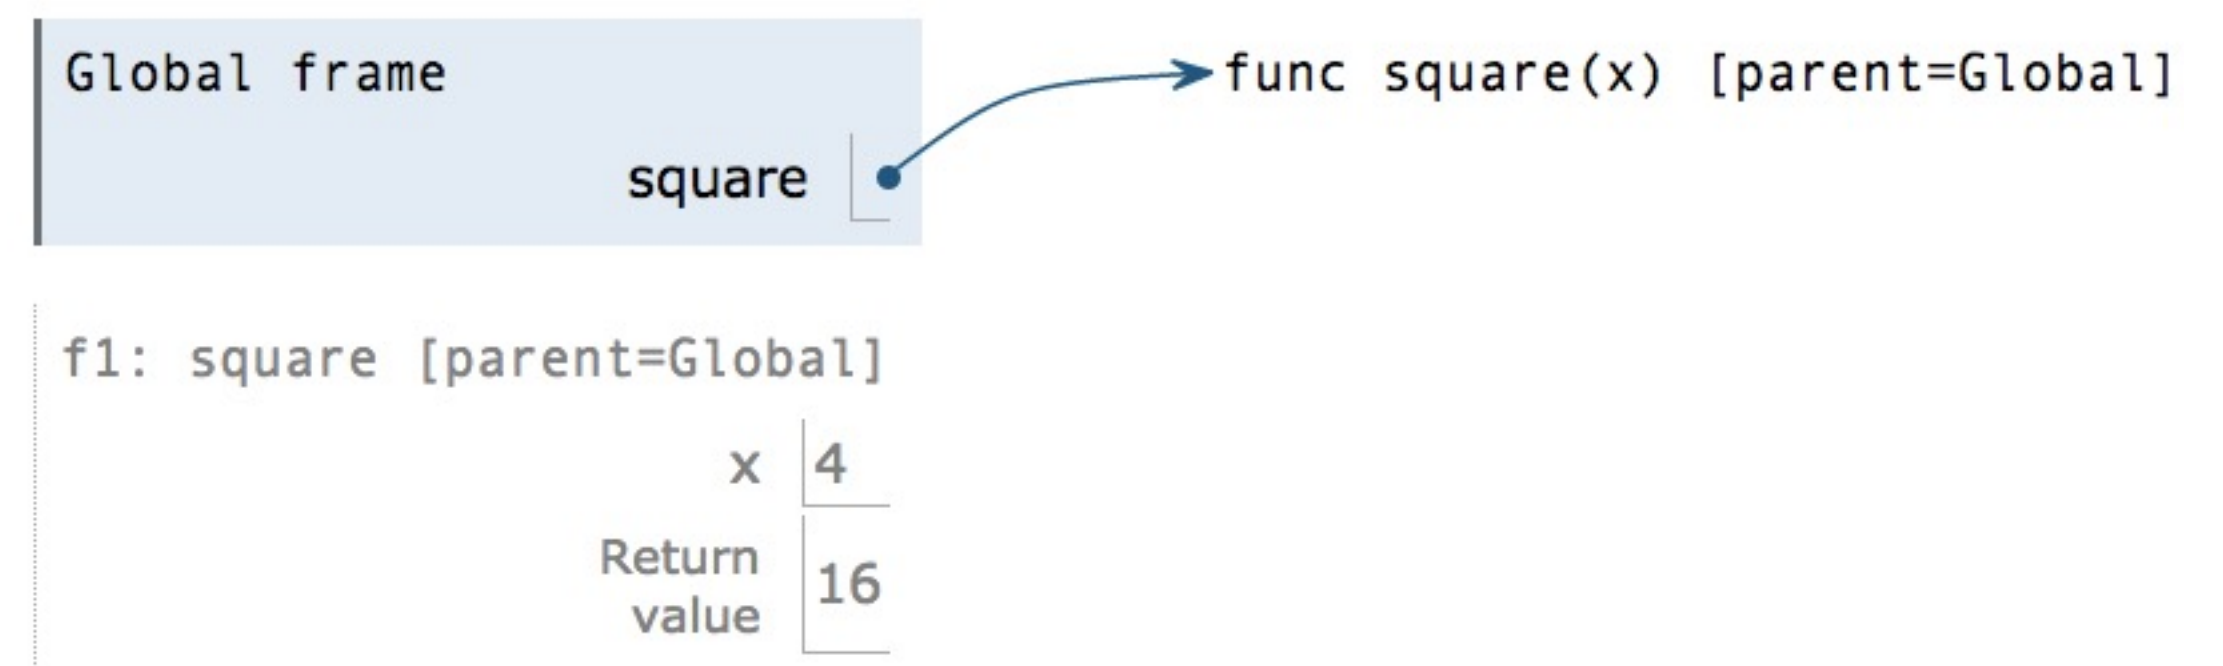 Global frame
func square(x) [parent=Global]
square
f1: square [parent=Global]
x 4
Return
value 16